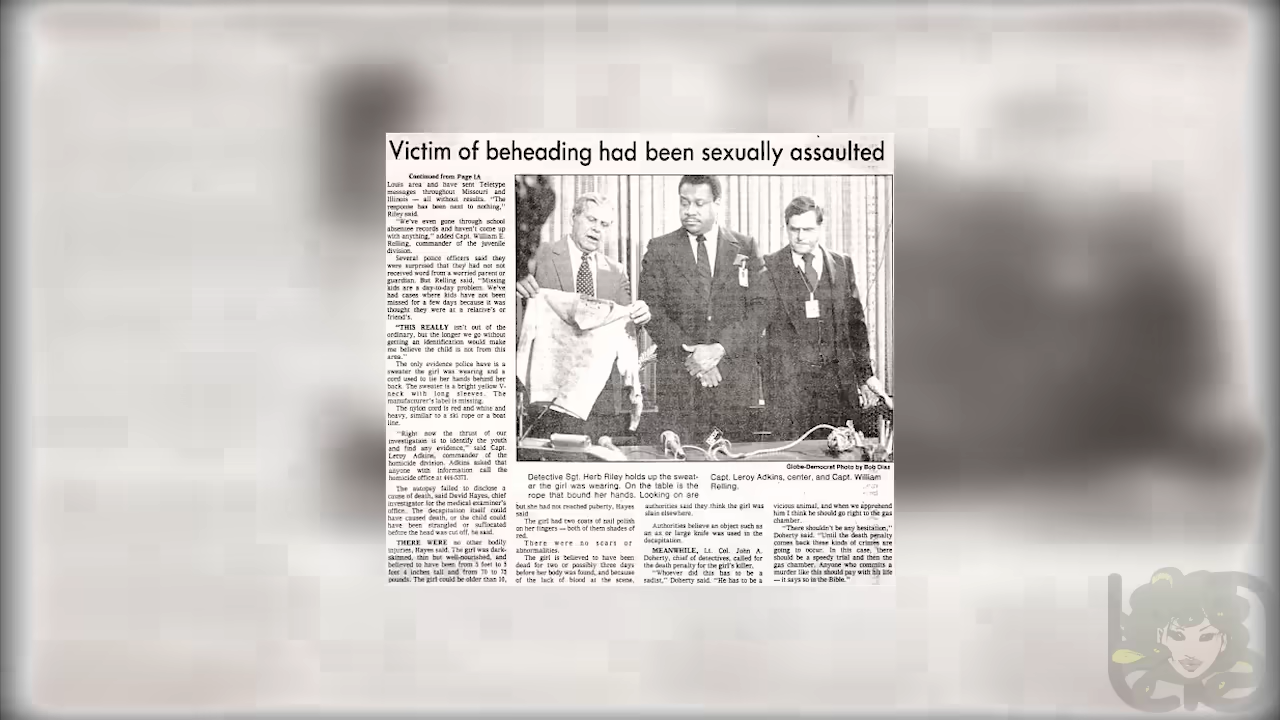 Victim of beheading had been sexually assaulted
Continued from Page 1A
Louis area and have sent Teletype
messages throughout Missouri and
Illinois — all without results. "The
response has been next to nothing,"
Riley said.
"We've even gone through school
absentee records and haven't come up
with anything," added Capt. William E.
Relling, commander of the juvenile
division.
Several police officers said they
were surprised that they had not not
received word from a worried parent or
guardian. But Relling said, "Missing
kids are a day-to-day problem. We've
had cases where kids have not been
missed for a few days because it was
thought they were at a relative's or
friend's.
"THIS REALLY isn't out of the
ordinary, but the longer we go without
getting an identification would make
me believe the child is not from this
area."
The only evidence police have is a
sweater the girl was wearing and a
cord used to tie her hands behind her
back. The sweater is a bright yellow V-
neck with long sleeves. The
manufacturer's label is missing.
The nylon cord is red and white and
heavy, similar to a ski rope or a boat
line.
"Right now the thrust of our
investigation is to identify the youth
and find any evidence," said Capt.
Leroy Adkins, commander of the
homicide division. Adkins asked that
anyone with information call the
homicide office at 444-5371.
The autopsy failed to disclose a
cause of death, said David Hayes, chief
investigator for the medical examiner's
office. The decapitation itself could
have caused death, or the child could
have been strangled or suffocated
before the head was cut off, he said.
THERE WERE no other bodily
injuries, Hayes said. The girl was dark-
skinned, thin but well-nourished, and
believed to have been from 5 feet to 5
feet 4 inches tall and from 70 to 75
pounds. The girl could be older than 10,
Globe-Democrat Photo by Bob Diaz
Detective Sgt. Herb Riley holds up the sweat-
er the girl was wearing. On the table is the
rope that bound her hands. Looking on are
Capt. Leroy Adkins, center, and Capt. William
Relling.
but she had not reached puberty, Hayes
said
The girl had two coats of nail polish
on her fingers — both of them shades of
red.
There were no scars or
abnormalities.
The girl is believed to have been
dead for two or possibly three days
before her body was found, and because
of the lack of blood at the scene,
authorities said they think the girl was
slain elsewhere.
Authorities believe an object such as
an ax or large knife was used in the
decapitation.
MEANWHILE, Lt. Col. John A.
Doherty, chief of detectives, called for
the death penalty for the girl's killer.
"Whoever did this has to be a
sadist," Doherty said. "He has to be a
vicious animal, and when we apprehend
him I think he should go right to the gas
chamber.
"There shouldn't be any hesitation,"
Doherty said. "Until the death penalty
comes back these kinds of crimes are
going to occur. In this case, there
should be a speedy trial and then the
gas chamber. Anyone who commits a
murder like this should pay with his life
— it says so in the Bible."